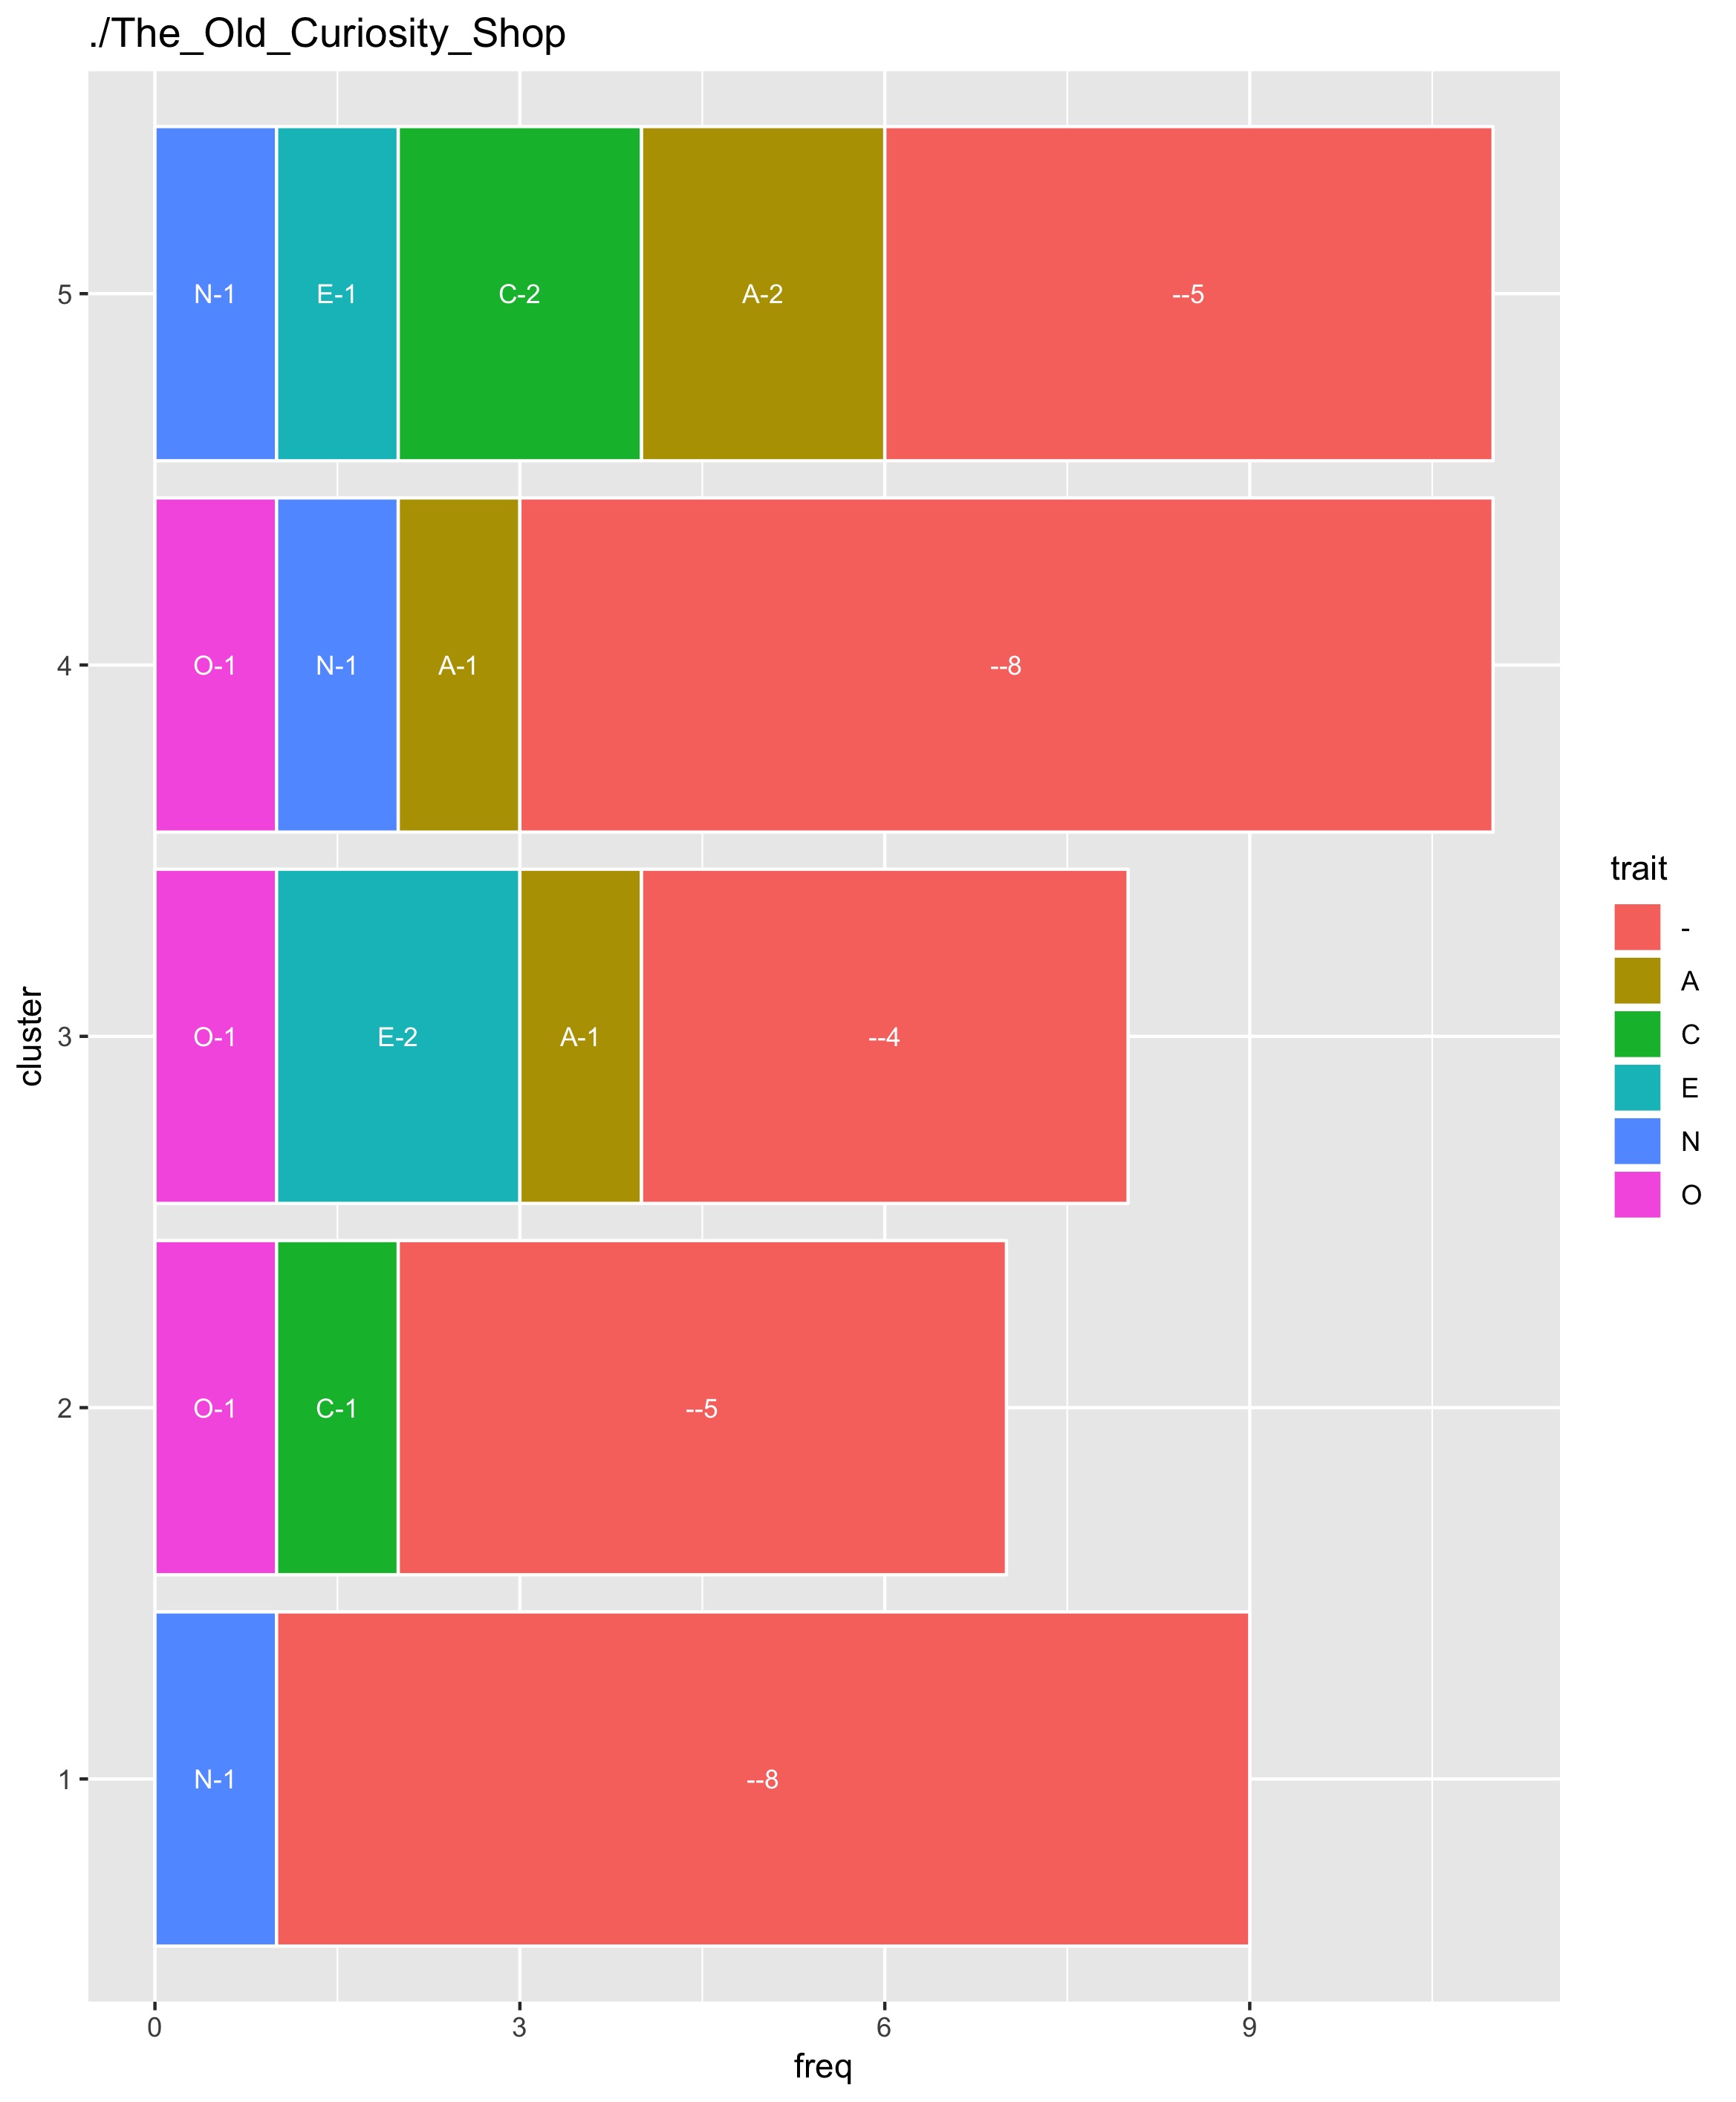 ./The_Old_Curiosity_Shop
5
N-1
E-1
C-2
A-2
--5
4
O-1
N-1
A-1
--8
3
O-1
E-2
A-1
--4
2
O-1
C-1
--5
1
N-1
--8
0
3
6
9
freq
cluster
trait
-
A
C
E
N
O